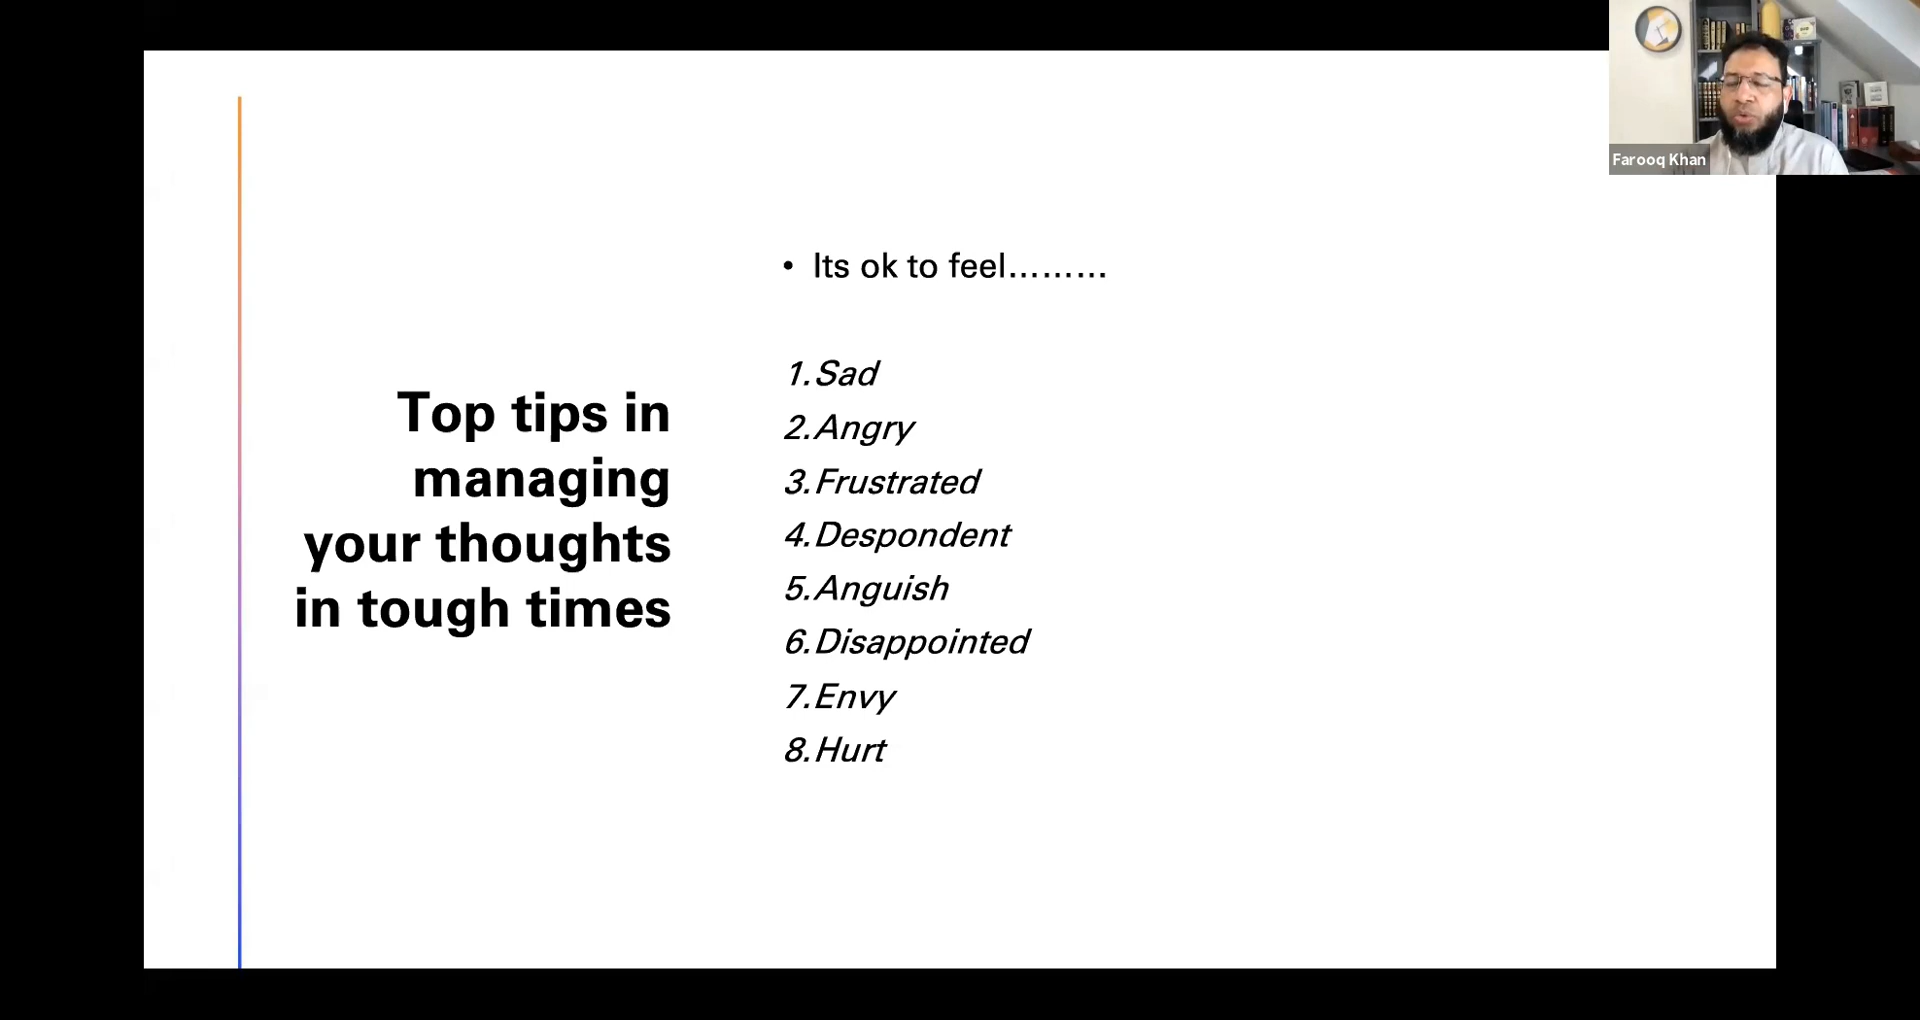 Top tips in
managing
your thoughts
in tough times
• Its ok to feel………
1.Sad
2.Angry
3.Frustrated
4.Despondent
5.Anguish
6.Disappointed
7.Envy
8.Hurt
Farooq Khan